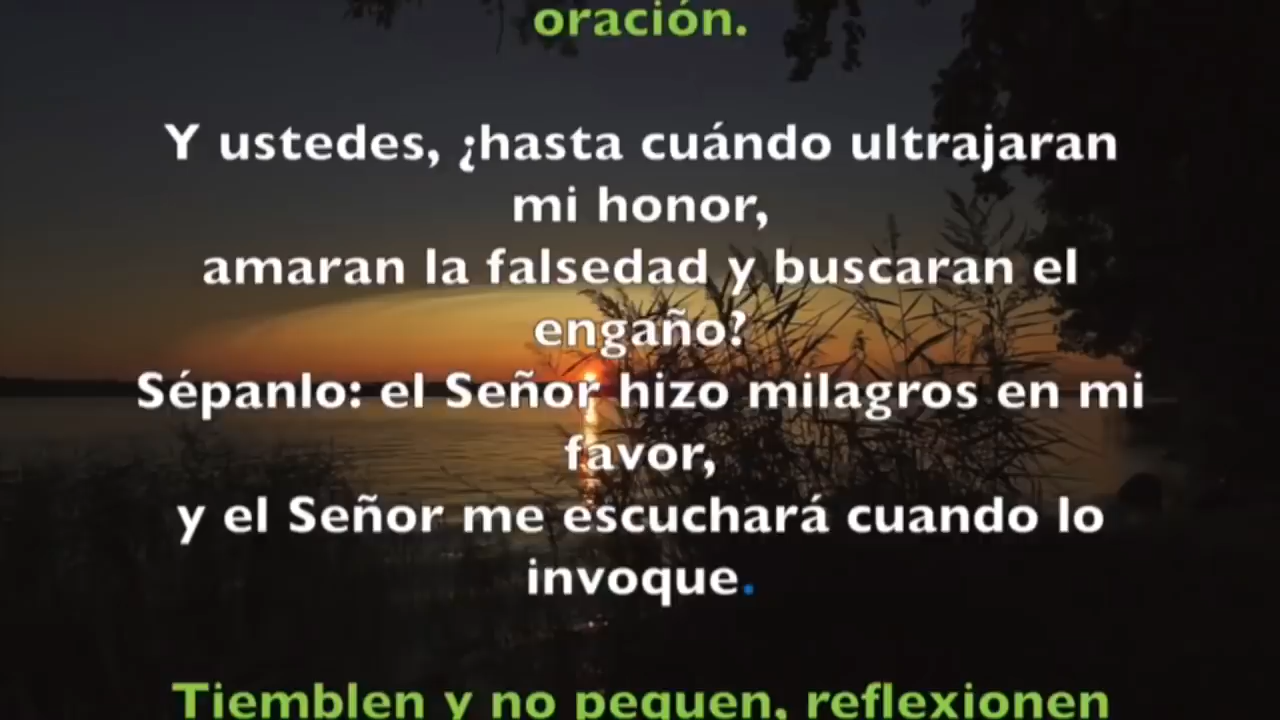 oración.
Y ustedes, ¿hasta cuándo ultrajaran
mi honor,
amaran la falsedad y buscaran el
engaño?
Sépanlo: el Señor hizo milagros en mi
favor,
y el Señor me escuchará cuando lo
invoque.
Tiemblen y no pequen, reflexionen